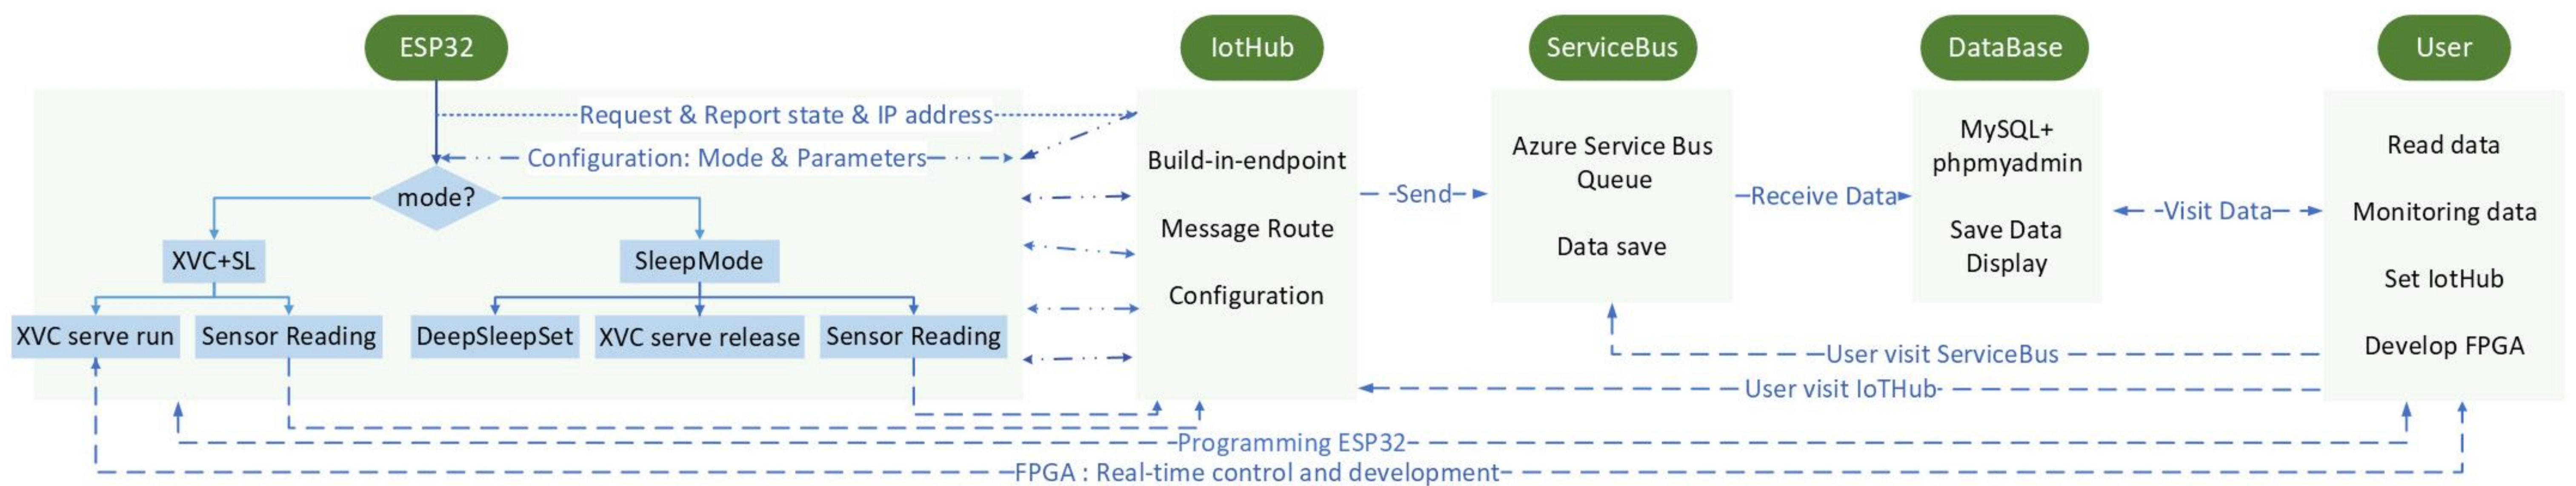 ESP32
IotHub
ServiceBus
DataBase
User
Request & Report state & IP address
Configuration: Mode & Parameters
mode?
XVC+SL
SleepMode
XVC serve run
Sensor Reading
DeepSleepSet
XVC serve release
Sensor Reading
Build-in-endpoint
Message Route
Configuration
Send
Azure Service Bus
Queue
Data save
Receive Data
MySQL+
phpmyadmin
Save Data
Display
Visit Data
Read data
Monitoring data
Set IotHub
Develop FPGA
User visit ServiceBus
User visit IoTHub
Programming ESP32
FPGA : Real-time control and development